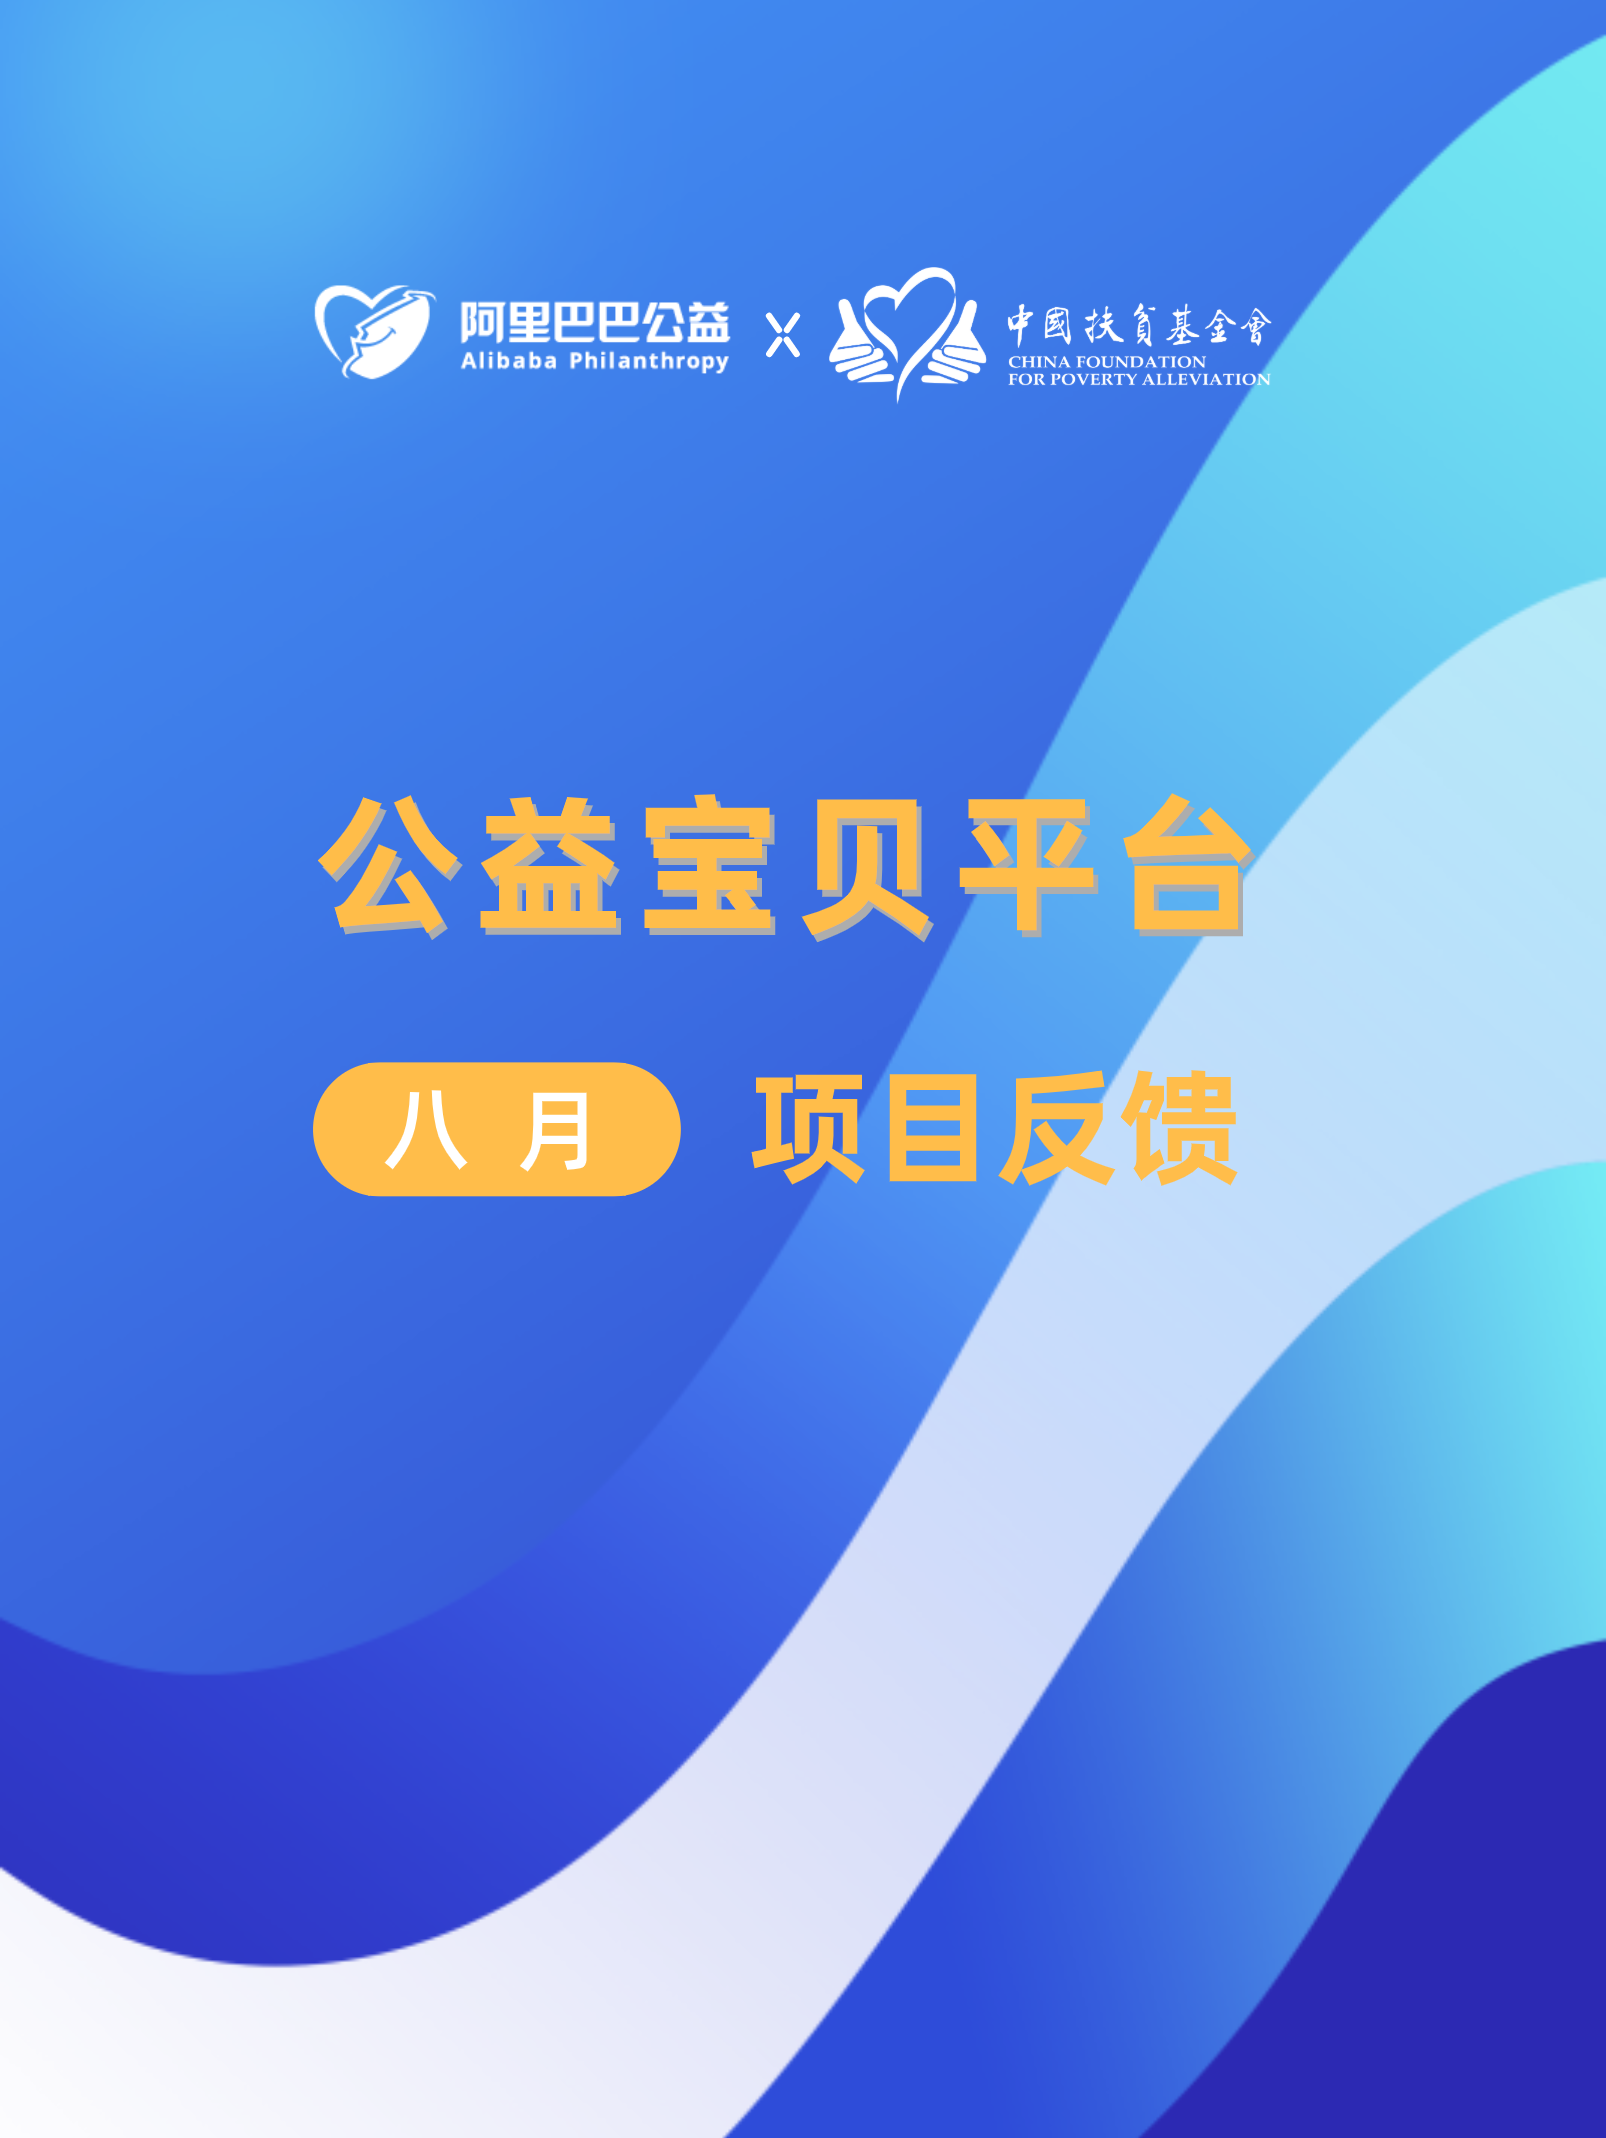 阿里巴巴公益
Alibaba Philanthropy
X
中國扶貧基金會
CHINA FOUNDATION
FOR POVERTY ALLEVIATION
公益宝贝平台
八月 项目反馈